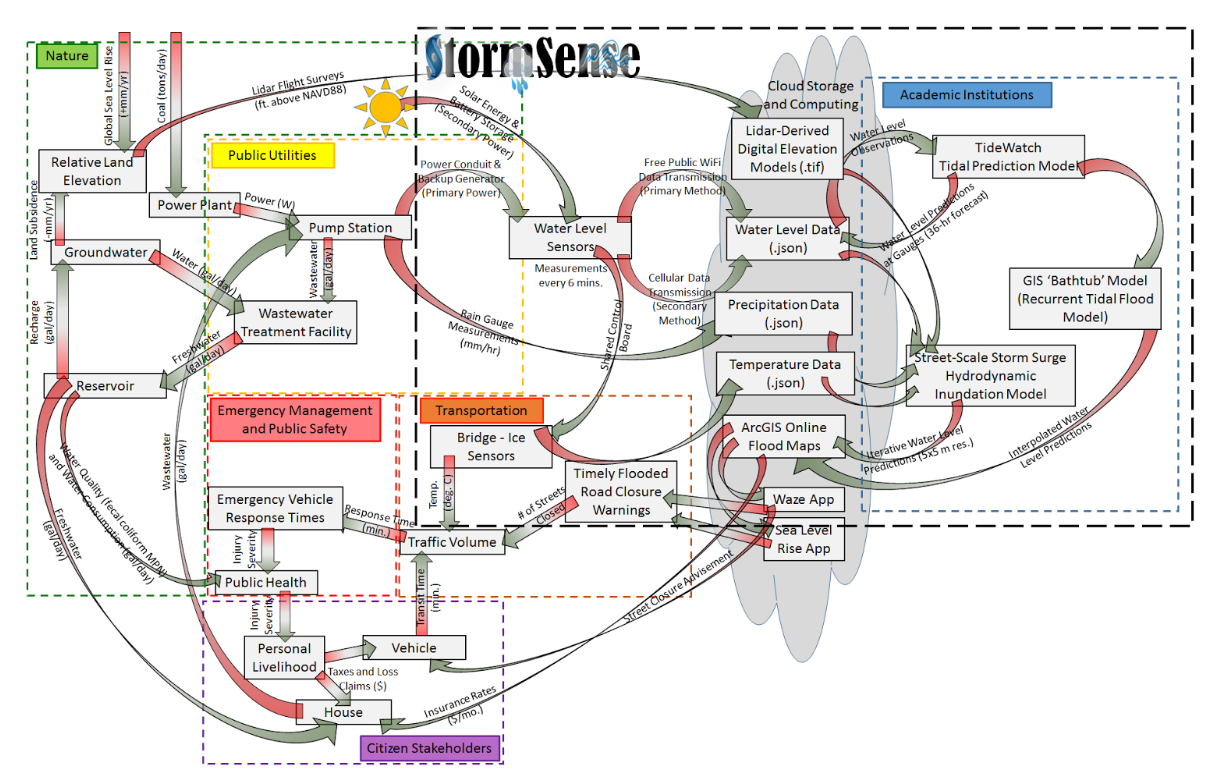 StormSense
Nature
Global Sea Level Rise
(+mm/yr)
Coal (tons/day)
Lidar Flight Surveys
(ft. above NAVD88)
Solar Energy &
Battery Storage
(Secondary Power)
Cloud Storage
and Computing
Academic Institutions
Public Utilities
Relative Land
Elevation
Power Plant
Power (W)
Power Conduit &
Backup Generator
(Primary Power)
Free Public WiFi
Data Transmission
(Primary Method)
Lidar-Derived
Digital Elevation
Models (.tif)
Water Level
Observations
TideWatch
Tidal Prediction Model
Land Subsidence
(-mm/yr)
Pump Station
Water Level
Sensors
Water Level Data
(.json)
Water Level Predictions
at Gauges (36-hr forecast)
Groundwater
Water (gal/day)
Wastewater
(gal/day)
Measurements
every 6 mins.
Cellular Data
Transmission
(Secondary
Method)
GIS ‘Bathtub’ Model
(Recurrent Tidal Flood
Model)
Recharge
(gal/day)
Wastewater
Treatment Facility
Rain Gauge
Measurements
(mm/hr)
Shared Control
Board
Precipitation Data
(.json)
Freshwater
(gal/day)
Reservoir
Temperature Data
(.json)
Street-Scale Storm Surge
Hydrodynamic
Inundation Model
Emergency Management
and Public Safety
Transportation
Bridge - Ice
Sensors
ArcGIS Online
Flood Maps
Iterative Water Level
Predictions (5x5 m res.)
Interpolated Water
Level Predictions
Water Quality (fecal coliform MPN)
and Water Consumption (gal/day)
Wastewater
(gal/day)
Emergency Vehicle
Response Times
Response Time
(min.)
Temp.
(deg. C)
Timely Flooded
Road Closure
Warnings
# of Streets
Closed
Waze App
Sea Level
Rise App
Freshwater
(gal/day)
Injury
Severity
Traffic Volume
Public Health
Injury
Severity
Transit Time
(min.)
Street Closure Advisement
Personal
Livelihood
Vehicle
Taxes and Loss
Claims ($)
House
Insurance Rates
($/mo.)
Citizen Stakeholders